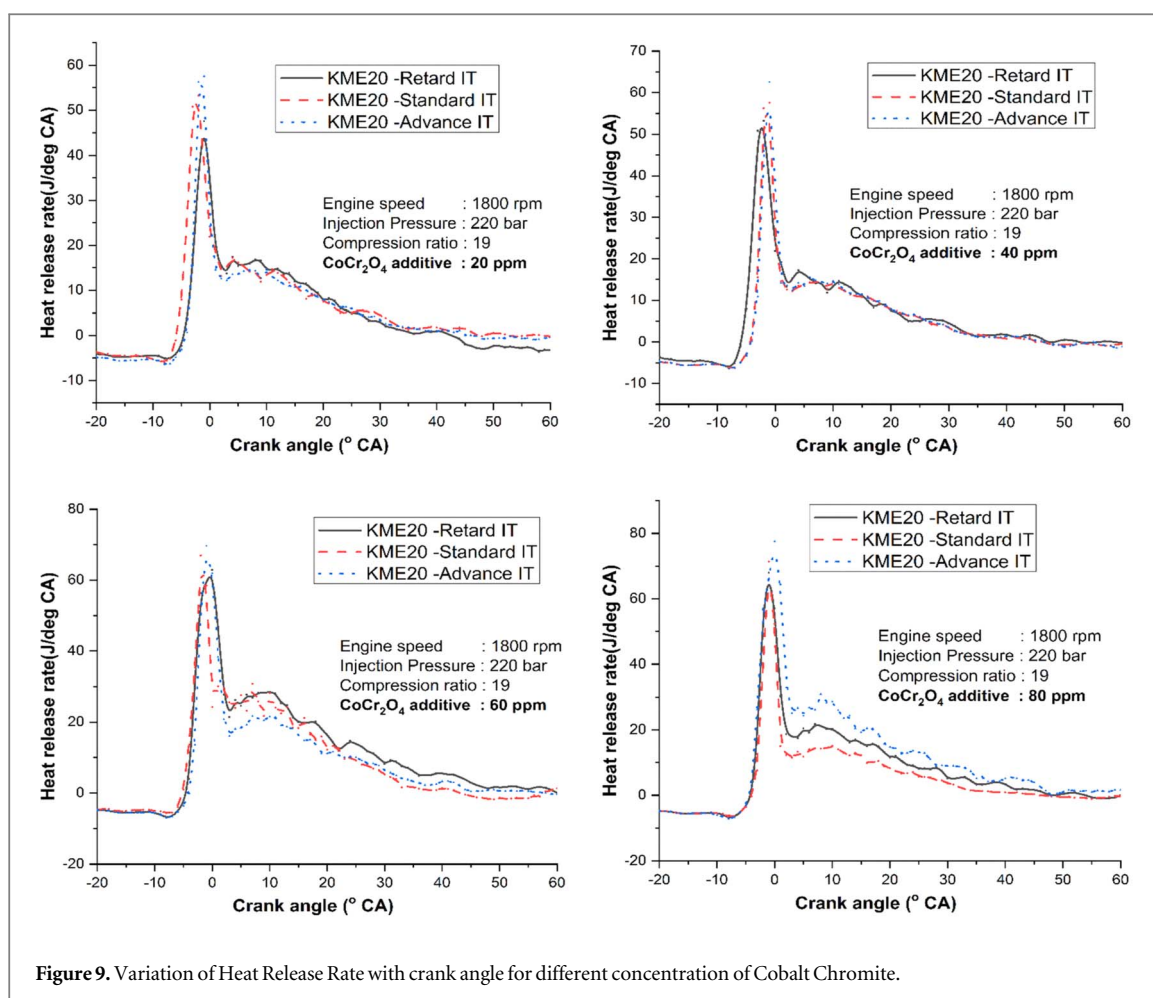 KME20 -Retard IT
KME20 -Standard IT
KME20 -Advance IT
Engine speed : 1800 rpm
Injection Pressure : 220 bar
Compression ratio : 19
CoCr₂O₄ additive : 20 ppm
Heat release rate(J/deg CA)
60
50
40
30
20
10
0
-10
-20 -10 0 10 20 30 40 50 60
Crank angle (° CA)
KME20 -Retard IT
KME20 -Standard IT
KME20 -Advance IT
Engine speed : 1800 rpm
Injection Pressure : 220 bar
Compression ratio : 19
CoCr₂O₄ additive : 40 ppm
Heat release rate(J/deg CA)
70
60
50
40
30
20
10
0
-10
-20 -10 0 10 20 30 40 50 60
Crank angle (° CA)
KME20 -Retard IT
KME20 -Standard IT
KME20 -Advance IT
Engine speed : 1800 rpm
Injection Pressure : 220 bar
Compression ratio : 19
CoCr₂O₄ additive : 60 ppm
Heat release rate(J/deg CA)
80
60
40
20
0
-20
-20 -10 0 10 20 30 40 50 60
Crank angle (° CA)
KME20 -Retard IT
KME20 -Standard IT
KME20 -Advance IT
Engine speed : 1800 rpm
Injection Pressure : 220 bar
Compression ratio : 19
CoCr₂O₄ additive : 80 ppm
Heat release rate(J/deg CA)
80
60
40
20
0
-20
-20 -10 0 10 20 30 40 50 60
Crank angle (° CA)
Figure 9. Variation of Heat Release Rate with crank angle for different concentration of Cobalt Chromite.